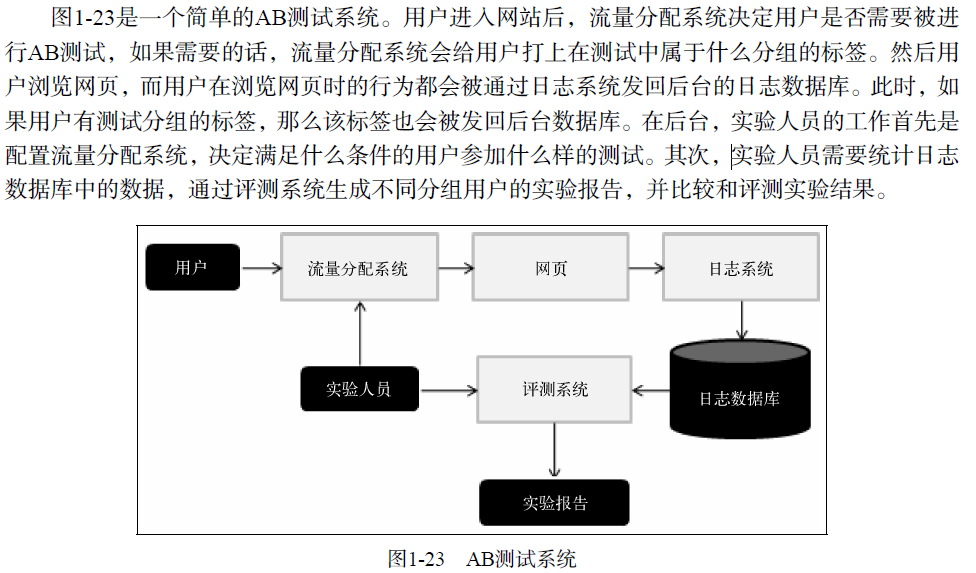 图1-23是一个简单的AB测试系统。用户进入网站后，流量分配系统决定用户是否需要被进
行AB测试，如果需要的话，流量分配系统会给用户打上在测试中属于什么分组的标签。然后用
户浏览网页，而用户在浏览网页时的行为都会被通过日志系统发回后台的日志数据库。此时，如
果用户有测试分组的标签，那么该标签也会被发回后台数据库。在后台，实验人员的工作首先是
配置流量分配系统，决定满足什么条件的用户参加什么样的测试。其次，实验人员需要统计日志
数据库中的数据，通过评测系统生成不同分组用户的实验报告，并比较和评测实验结果。
用户
流量分配系统
网页
日志系统
实验人员
评测系统
日志数据库
实验报告
图1-23 AB测试系统